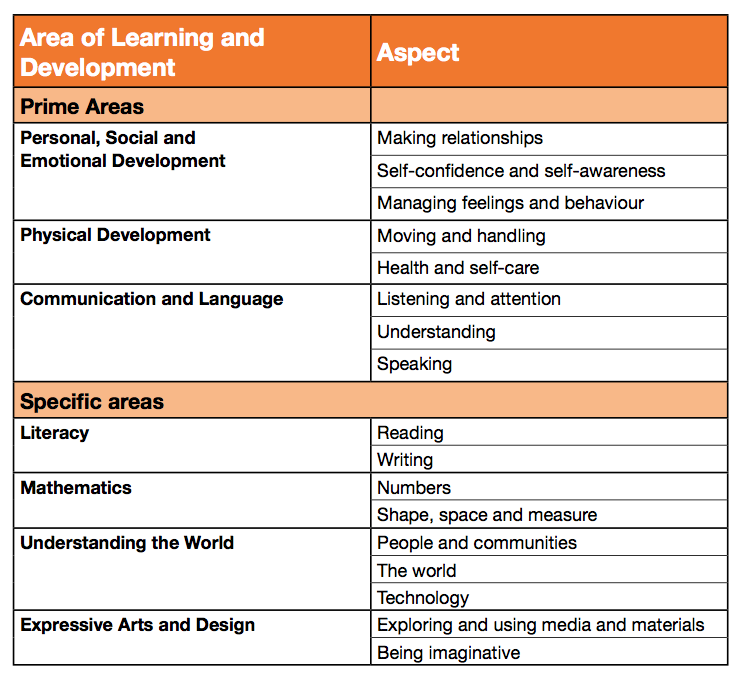 Area of Learning and
Development
Aspect
Prime Areas
Personal, Social and
Emotional Development
Making relationships
Self-confidence and self-awareness
Managing feelings and behaviour
Physical Development
Moving and handling
Health and self-care
Communication and Language
Listening and attention
Understanding
Speaking
Specific areas
Literacy
Reading
Writing
Mathematics
Numbers
Shape, space and measure
Understanding the World
People and communities
The world
Technology
Expressive Arts and Design
Exploring and using media and materials
Being imaginative